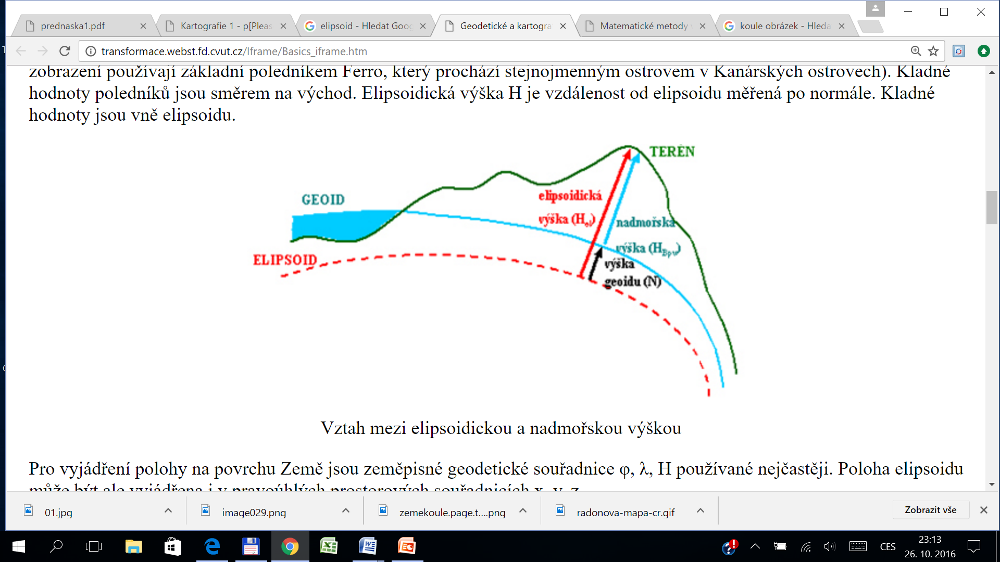 prednaska1.pdf
Kartografie 1 - p[Pleas
elipsoid - Hledat Goog
Geodetické a kartogra
Matematické metody v
koule obrázek - Hleda
transformace.webst.fd.cvut.cz/Iframe/Basics_iframe.htm
zobrazení používají základní poledníkem Ferro, který prochází stejnojmenným ostrovem v Kanárských ostrovech). Kladné
hodnoty poledníků jsou směrem na východ. Elipsoidická výška H je vzdálenost od elipsoidu měřená po normále. Kladné
hodnoty jsou vně elipsoidu.
TERÉN
GEOID
elipsoidická
výška (Hel)
nadmořska
výška (HBpv)
ELIPSOID
výška
geoidu (N)
Vztah mezi elipsoidickou a nadmořskou výškou
Pro vyjádření polohy na povrchu Země jsou zeměpisné geodetické souřadnice φ, λ, H používané nejčastěji. Poloha elipsoidu
může být ale vyjádřena i v pravoúhlých prostorových souřadnicích x, y, z.
01.jpg
image029.png
zemekoule.page.t....png
radonova-mapa-cr.gif
Zobrazit vše
CES
23:13
26. 10. 2016